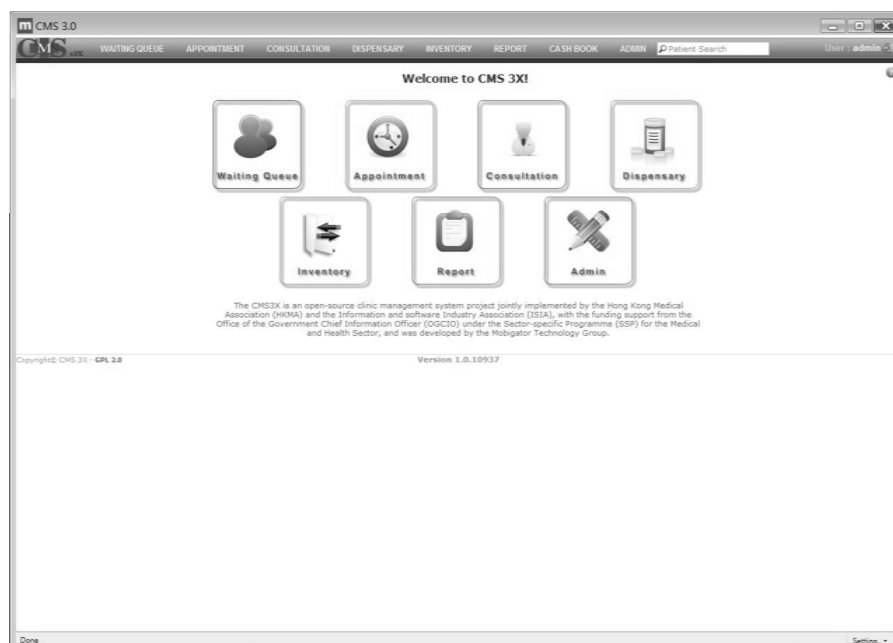 CMS 3.0
CMS v3X WAITING QUEUE APPOINTMENT CONSULTATION DISPENSARY INVENTORY REPORT CASH BOOK ADMIN Patient Search User : admin
Welcome to CMS 3X!
Waiting Queue Appointment Consultation Dispensary
Inventory Report Admin
The CMS3X is an open-source clinic management system project jointly implemented by the Hong Kong Medical
Association (HKMA) and the Information and software Industry Association (ISIA), with the funding support from the
Office of the Government Chief Information Officer (OGCIO) under the Sector-specific Programme (SSP) for the Medical
and Health Sector, and was developed by the Mobigator Technology Group.
Copyright© CMS 3X - GPL 2.0 Version 1.0.10937
Done Setting